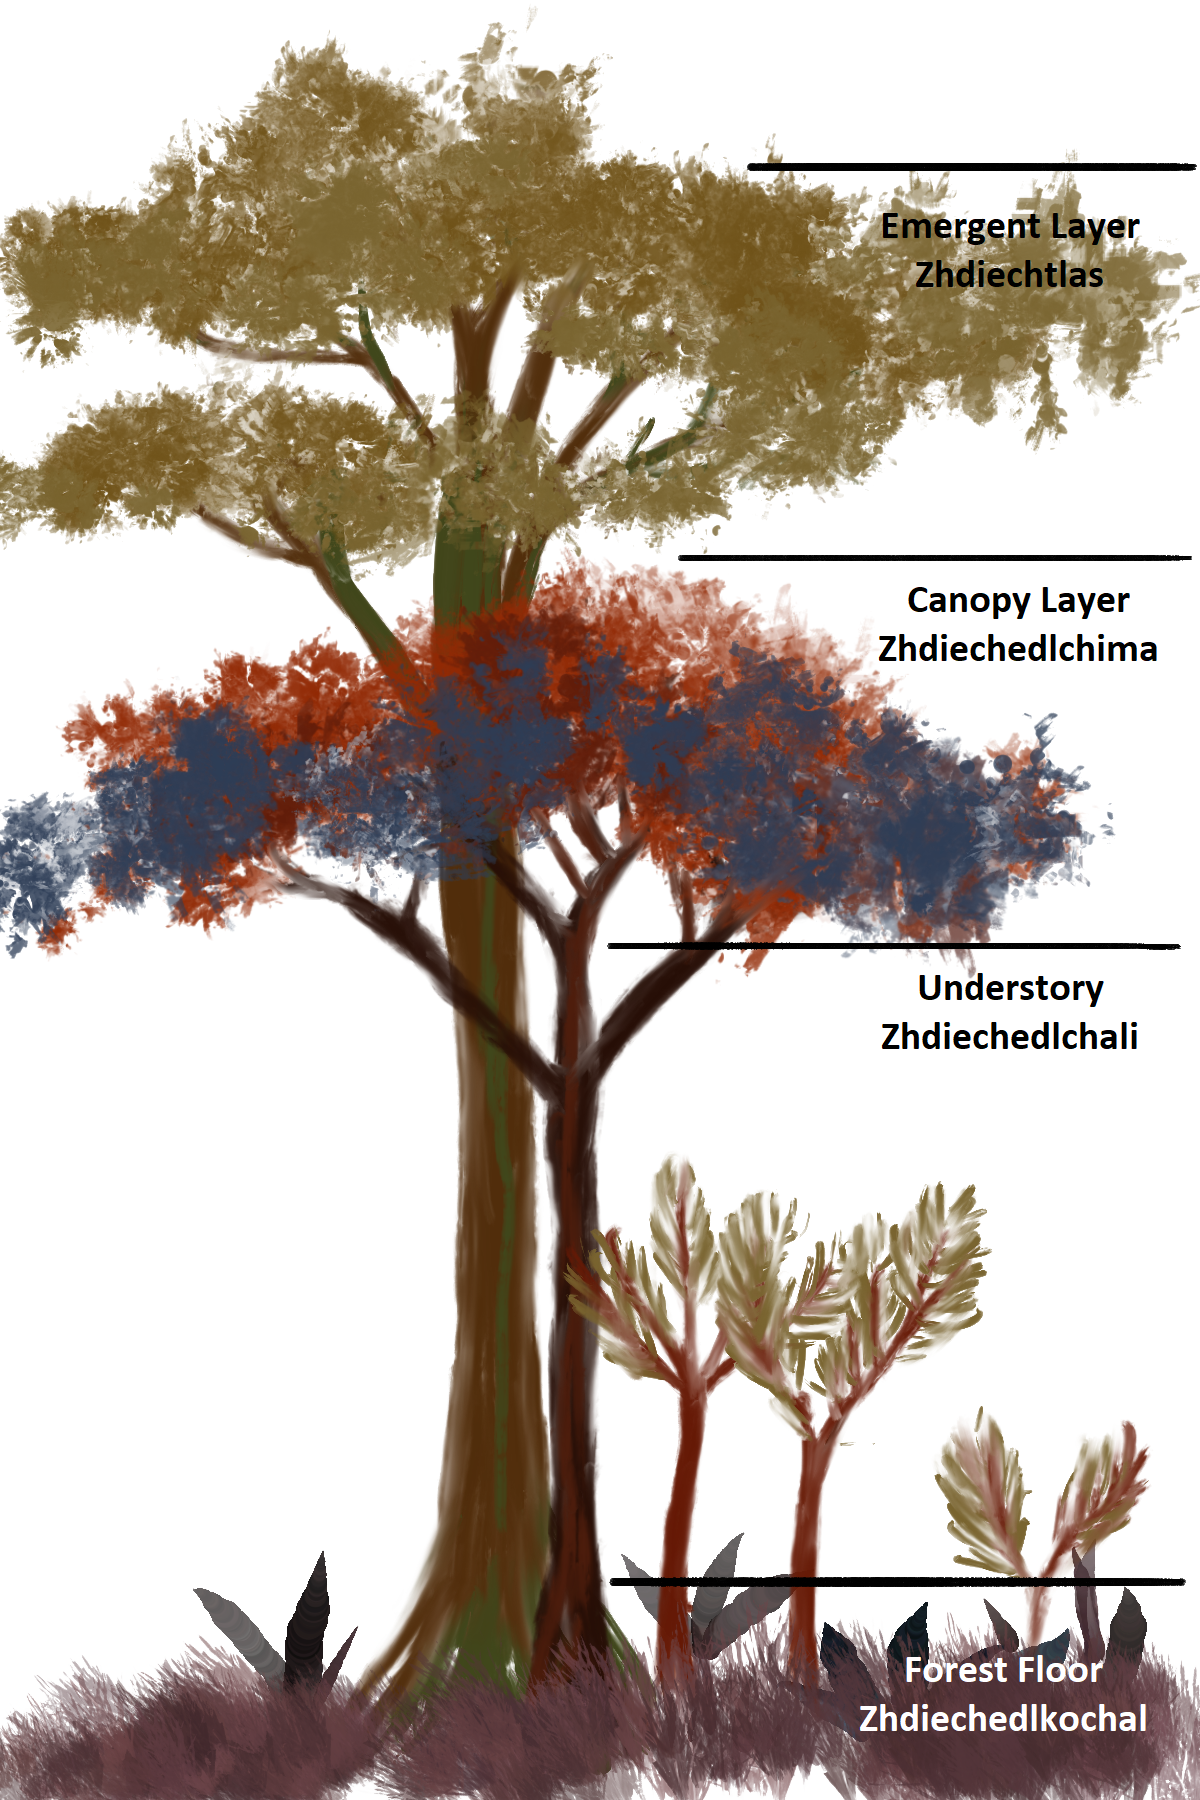 Emergent Layer
Zhdiechtlas
Canopy Layer
Zhdiechedlchima
Understory
Zhdiechedlchali
Forest Floor
Zhdiechedlkochal